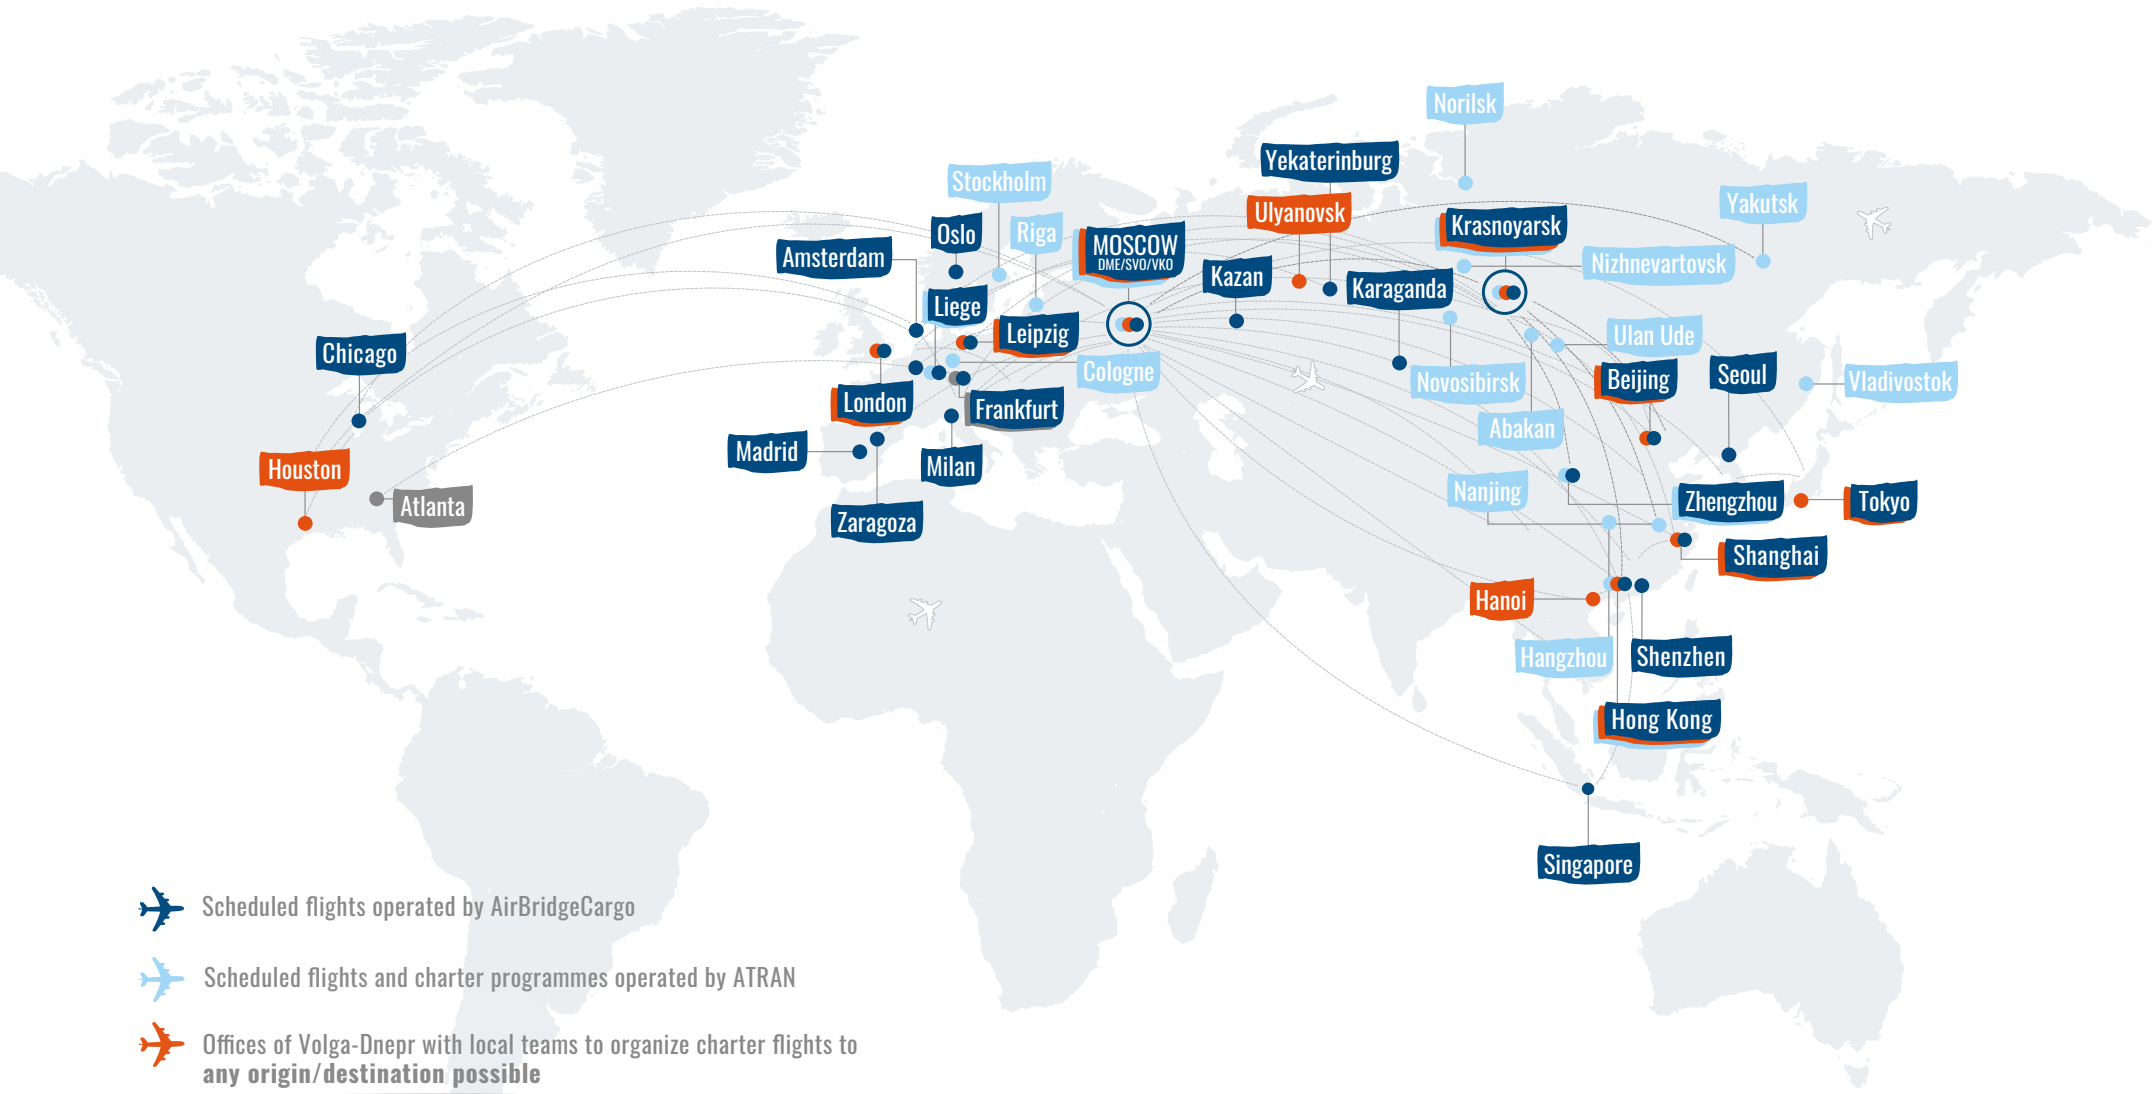 Norilsk
Yekaterinburg
Stockholm
Ulyanovsk
Yakutsk
Oslo
Riga
Krasnoyarsk
MOSCOW
DME/SVO/VKO
Amsterdam
Nizhnevartovsk
Kazan
Karaganda
Liege
Leipzig
Ulan Ude
Chicago
Cologne
Novosibirsk
Beijing
Seoul
Vladivostok
London
Frankfurt
Abakan
Madrid
Milan
Houston
Atlanta
Nanjing
Zhengzhou
Tokyo
Zaragoza
Shanghai
Hanoi
Hangzhou
Shenzhen
Hong Kong
Singapore
Scheduled flights operated by AirBridgeCargo
Scheduled flights and charter programmes operated by ATRAN
Offices of Volga-Dnepr with local teams to organize charter flights to
any origin/destination possible